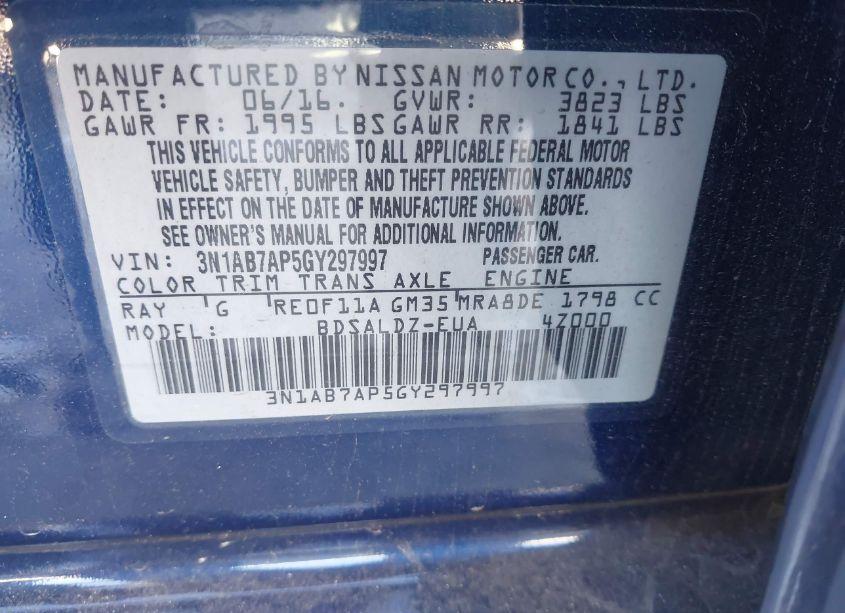 MANUFACTURED BY NISSAN MOTOR CO., LTD.
DATE: 06/16. GVWR: 3823 LBS
GAWR FR: 1995 LBS GAWR RR: 1841 LBS
THIS VEHICLE CONFORMS TO ALL APPLICABLE FEDERAL MOTOR
VEHICLE SAFETY, BUMPER AND THEFT PREVENTION STANDARDS
IN EFFECT ON THE DATE OF MANUFACTURE SHOWN ABOVE.
SEE OWNER'S MANUAL FOR ADDITIONAL INFORMATION.
VIN: 3N1AB7AP5GY297997 PASSENGER CAR.
COLOR TRIM TRANS AXLE ENGINE
RAY G RE0F11A GM35 MRA8DE 1798 CC
MODEL: BDSALDZ-EUA 4Z000
3N1AB7AP5GY297997